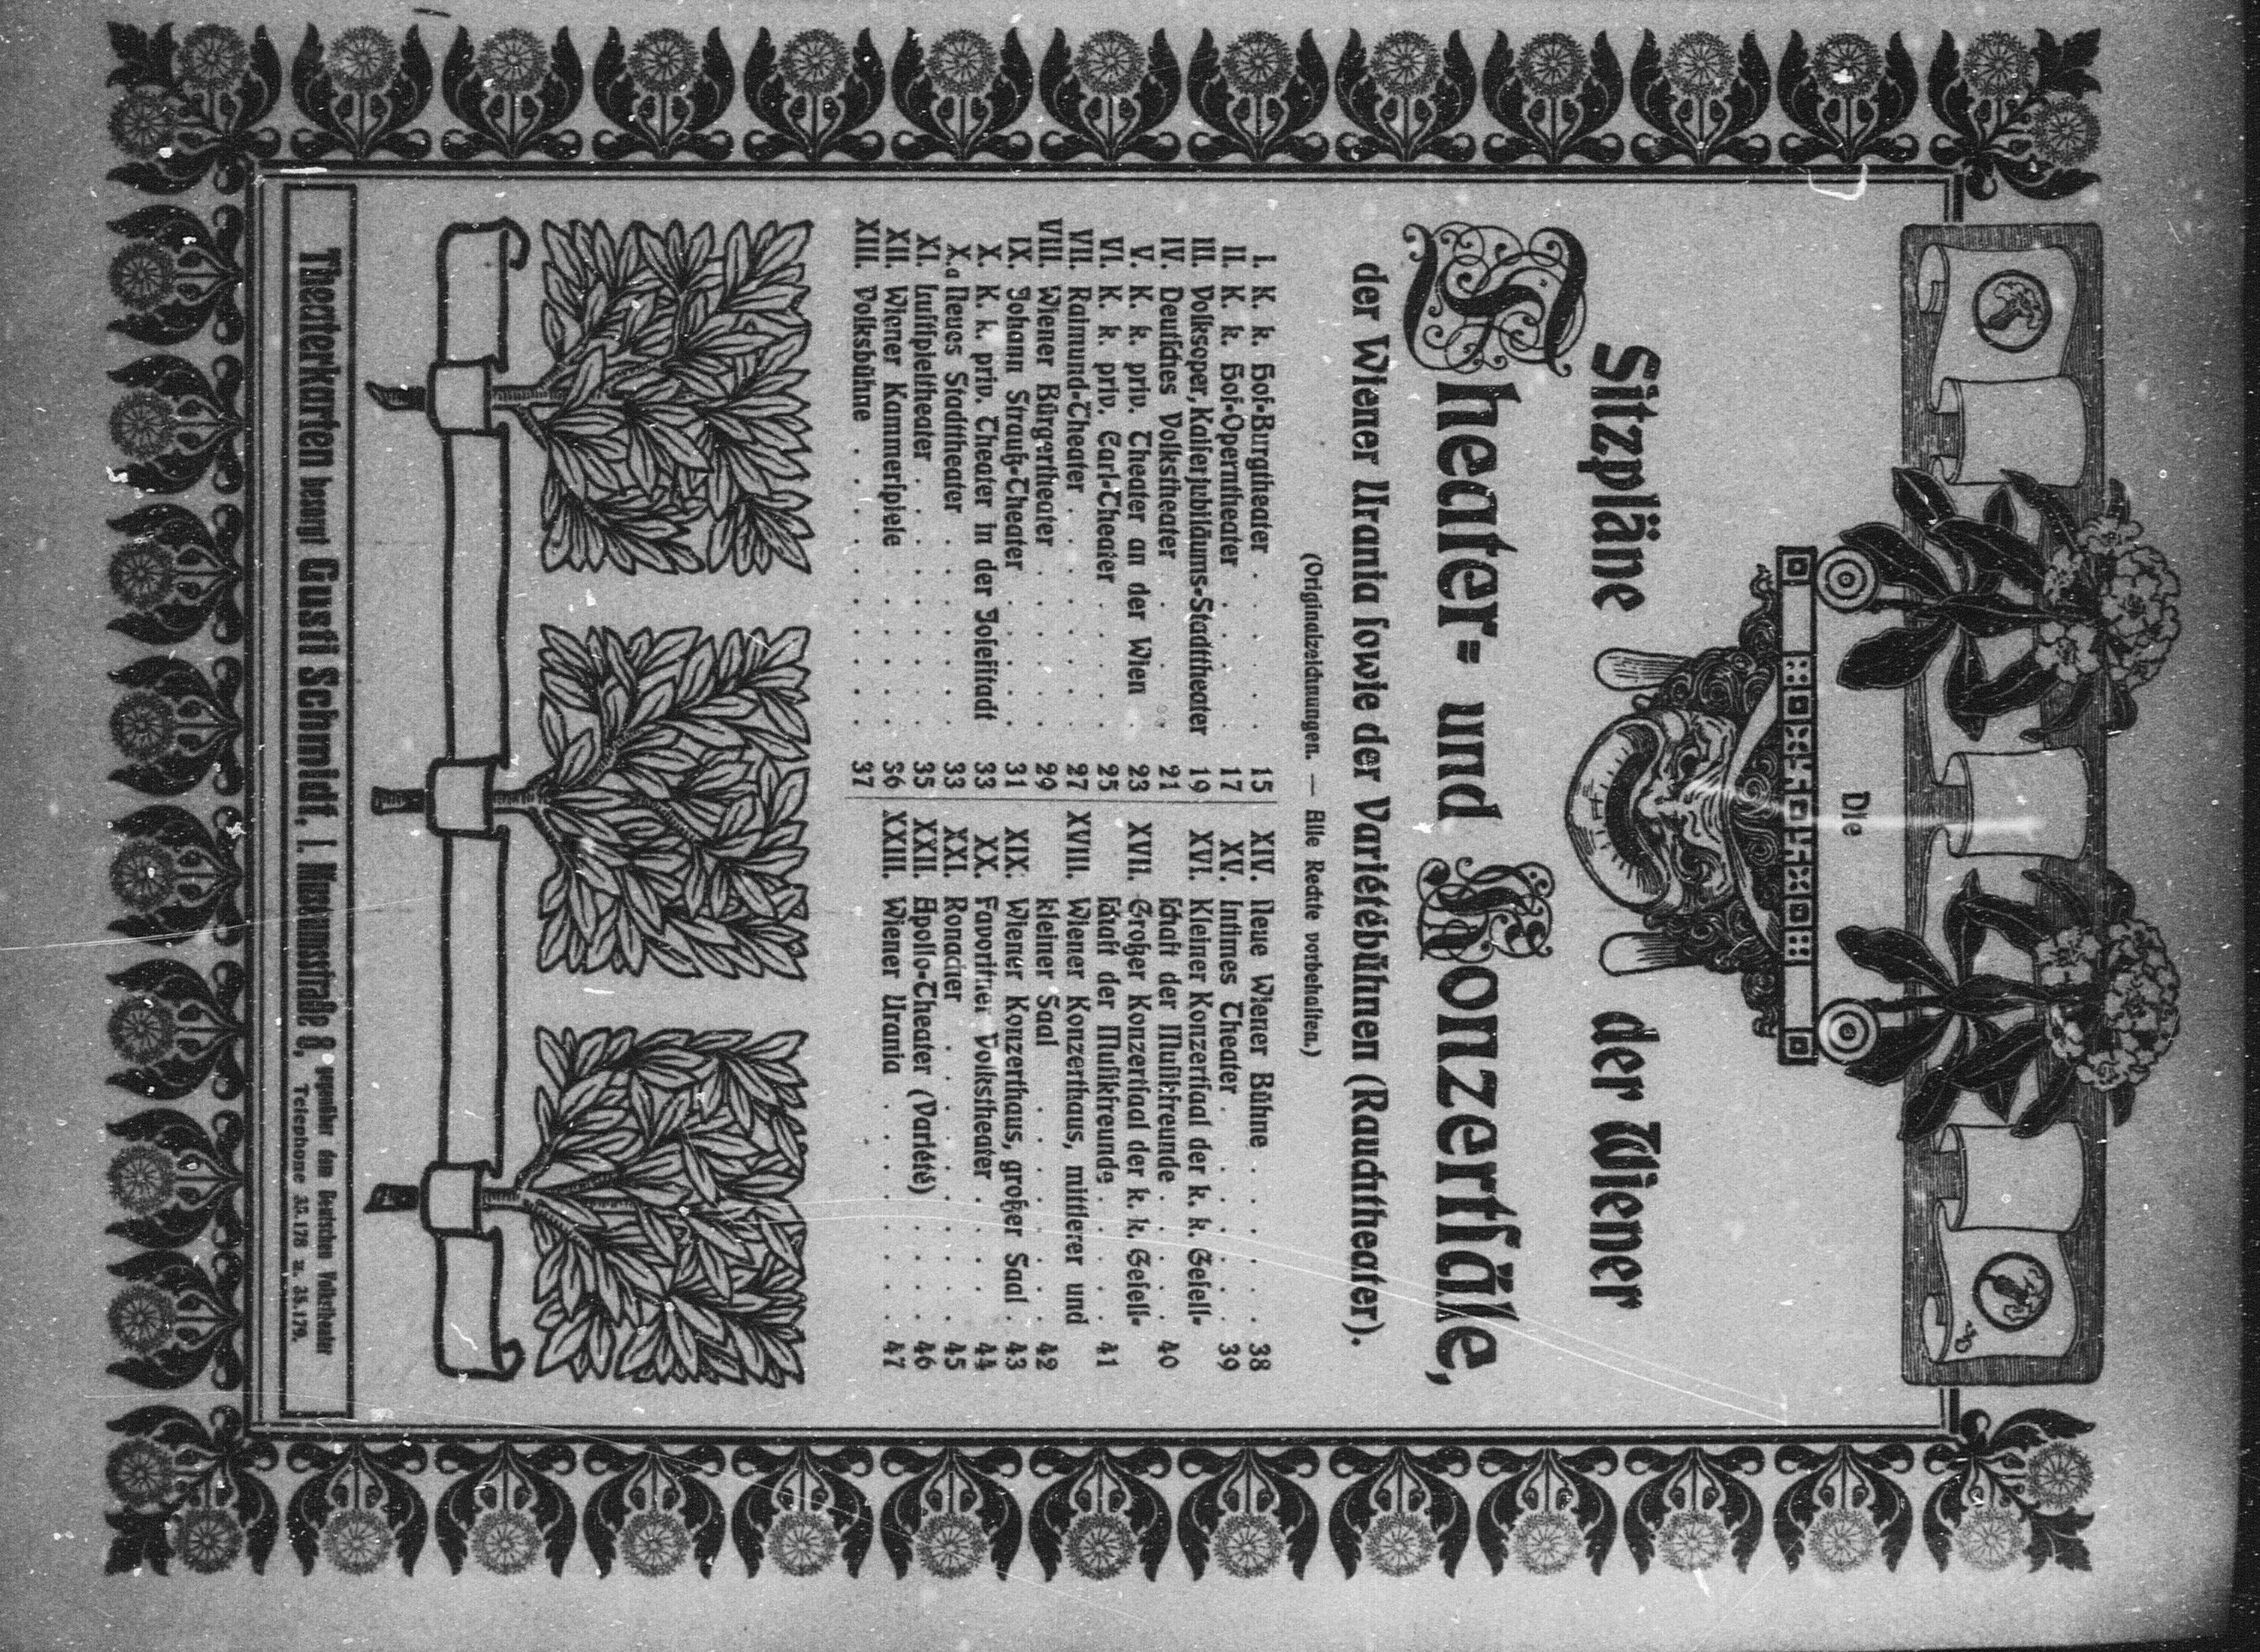 Die
Sitzpläne der Wiener
Theater- und Konzertsäle,
der Wiener Urania sowie der Variétébühnen (Rauchtheater).
(Originalzeichnungen. — Alle Rechte vorbehalten.)
I. K. k. Hof-Burgtheater . . . . . 15
II. K. k. Hof-Operntheater . . . . . 17
III. Volksoper, Kaiserjubiläums-Stadttheater 19
IV. Deutsches Volkstheater . . . . . 21
V. K. k. priv. Theater an der Wien . . 23
VI. K. k. priv. Carl-Theater . . . . . 25
VII. Raimund-Theater . . . . . . 27
VIII. Wiener Bürgertheater . . . . . 29
IX. Johann Strauß-Theater . . . . . 31
X. K. k. priv. Theater in der Josefstadt 33
X.a Neues Stadttheater . . . . . . 33
XI. Lustspieltheater . . . . . . . 35
XII. Wiener Kammerspiele . . . . . 36
XIII. Volksbühne . . . . . . . . 37
XIV. Neue Wiener Bühne . . . . . 38
XV. Intimes Theater . . . . . . 39
XVI. Kleiner Konzertsaal der k. k. Gesell-
schaft der Musikfreunde . . . . 40
XVII. Großer Konzertsaal der k. k. Gesell-
schaft der Musikfreunde . . . . 41
XVIII. Wiener Konzerthaus, mittlerer und
kleiner Saal . . . . . . . 42
XIX. Wiener Konzerthaus, großer Saal . 43
XX. Favoritner Volkstheater . . . . 44
XXI. Ronacher . . . . . . . . 45
XXII. Apollo-Theater (Variété) . . . . 46
XXIII. Wiener Urania . . . . . . . 47
Theaterkarten besorgt Gusti Schmidt, I. Museumstraße 8, gegenüber dem Deutschen Volkstheater
Telephone 35.178 u. 35.179.